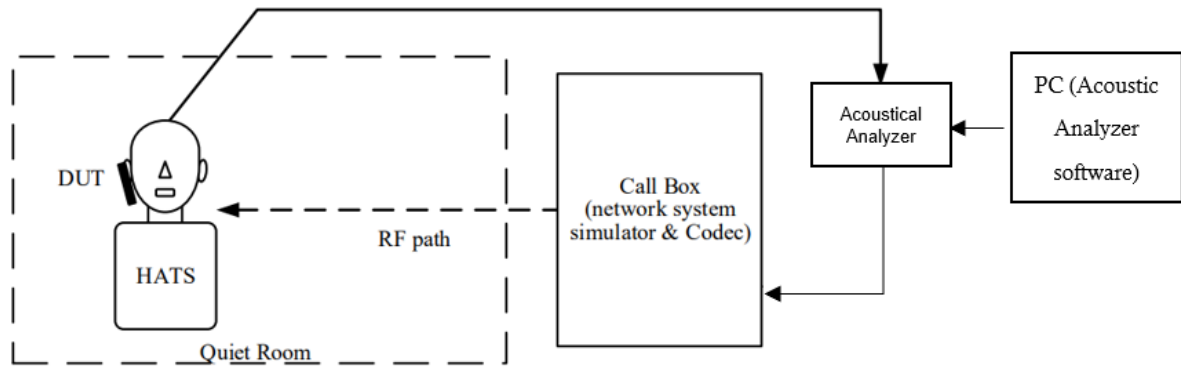 DUT
HATS
Quiet Room
RF path
Call Box
(network system
simulator & Codec)
Acoustical
Analyzer
PC (Acoustic
Analyzer
software)